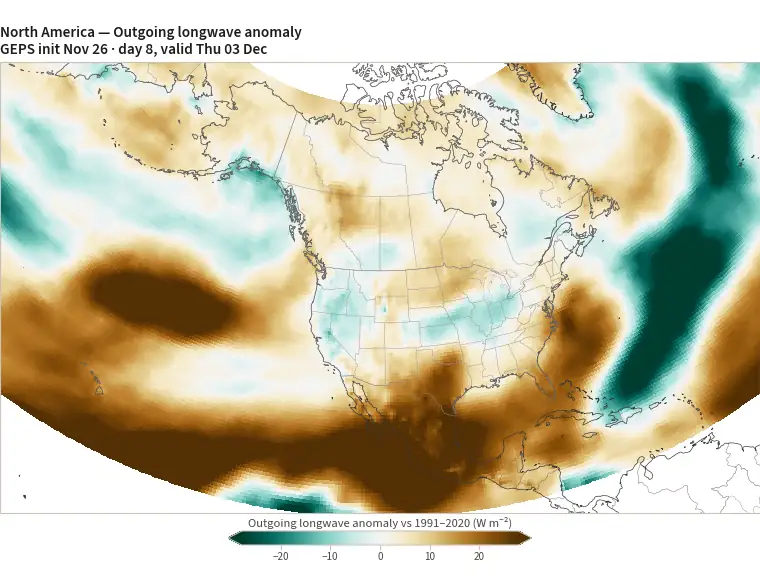 North America — Outgoing longwave anomaly
GEPS init Nov 26 · day 8, valid Thu 03 Dec
Outgoing longwave anomaly vs 1991–2020 (W m⁻²)
−20 −10 0 10 20